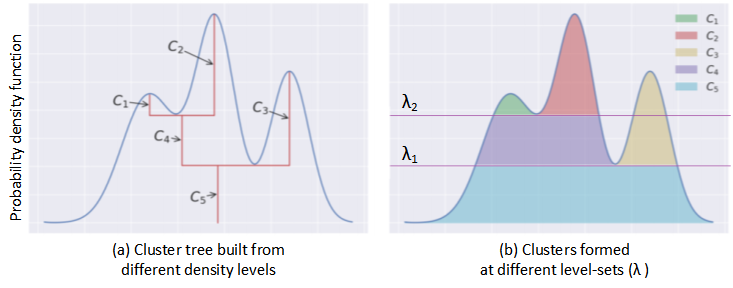 Probability density function
C₁
C₂
C₃
C₄
C₅
λ₂
λ₁
C₁
C₂
C₃
C₄
C₅
(a) Cluster tree built from
different density levels
(b) Clusters formed
at different level-sets (λ )